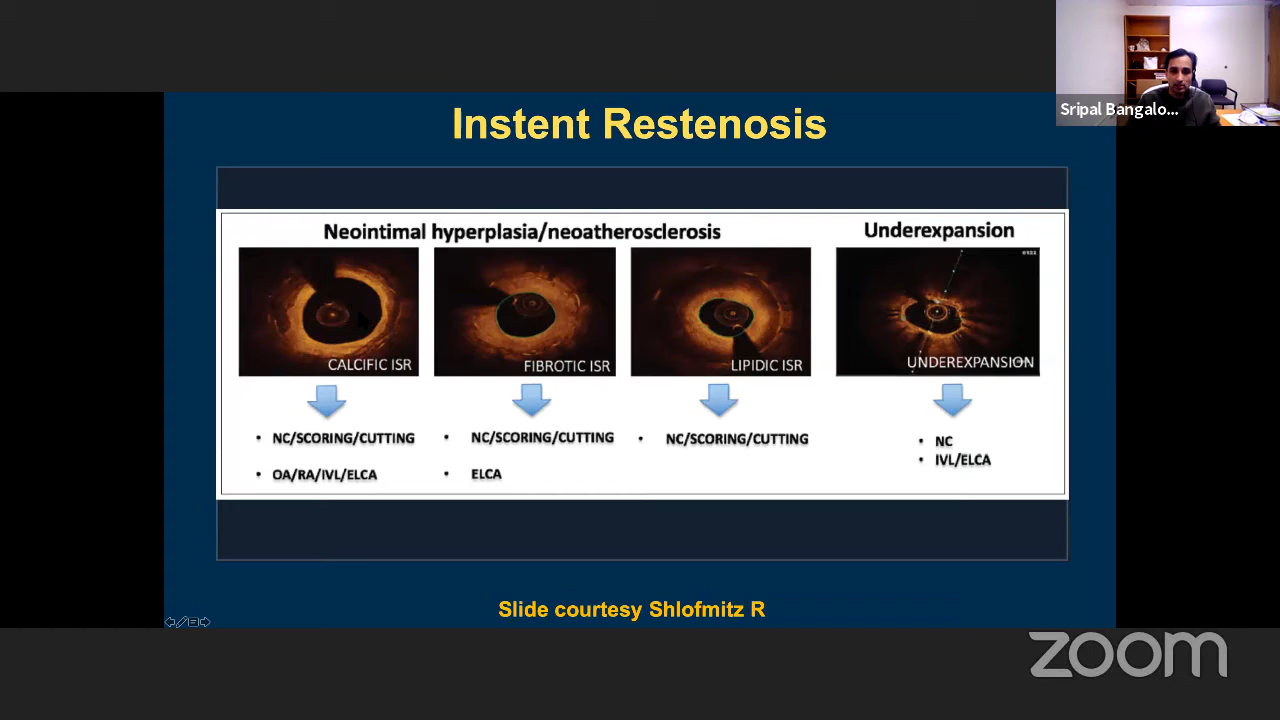 Sripal Bangalo...
Instent Restenosis
Neointimal hyperplasia/neoatherosclerosis
Underexpansion
CALCIFIC ISR
FIBROTIC ISR
LIPIDIC ISR
UNDEREXPANSION
• NC/SCORING/CUTTING
• OA/RA/IVL/ELCA
• NC/SCORING/CUTTING
• ELCA
• NC/SCORING/CUTTING
• NC
• IVL/ELCA
Slide courtesy Shlofmitz R
zoom